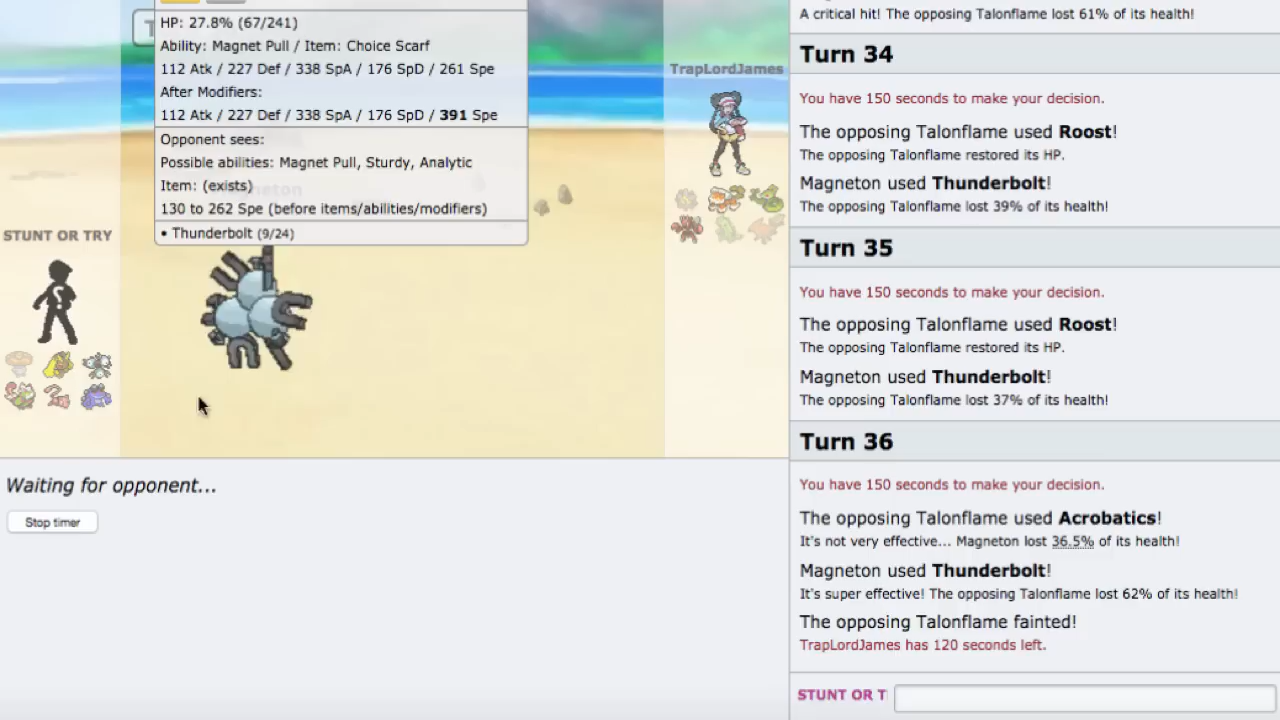 HP: 27.8% (67/241)
Ability: Magnet Pull / Item: Choice Scarf
112 Atk / 227 Def / 338 SpA / 176 SpD / 261 Spe
After Modifiers:
112 Atk / 227 Def / 338 SpA / 176 SpD / 391 Spe
Opponent sees:
Possible abilities: Magnet Pull, Sturdy, Analytic
Item: (exists)
130 to 262 Spe (before items/abilities/modifiers)
• Thunderbolt (9/24)
STUNT OR TRY
TrapLordJames
Waiting for opponent...
Stop timer
A critical hit! The opposing Talonflame lost 61% of its health!
Turn 34
You have 150 seconds to make your decision.
The opposing Talonflame used Roost!
The opposing Talonflame restored its HP.
Magneton used Thunderbolt!
The opposing Talonflame lost 39% of its health!
Turn 35
You have 150 seconds to make your decision.
The opposing Talonflame used Roost!
The opposing Talonflame restored its HP.
Magneton used Thunderbolt!
The opposing Talonflame lost 37% of its health!
Turn 36
You have 150 seconds to make your decision.
The opposing Talonflame used Acrobatics!
It's not very effective... Magneton lost 36.5% of its health!
Magneton used Thunderbolt!
It's super effective! The opposing Talonflame lost 62% of its health!
The opposing Talonflame fainted!
TrapLordJames has 120 seconds left.
STUNT OR T